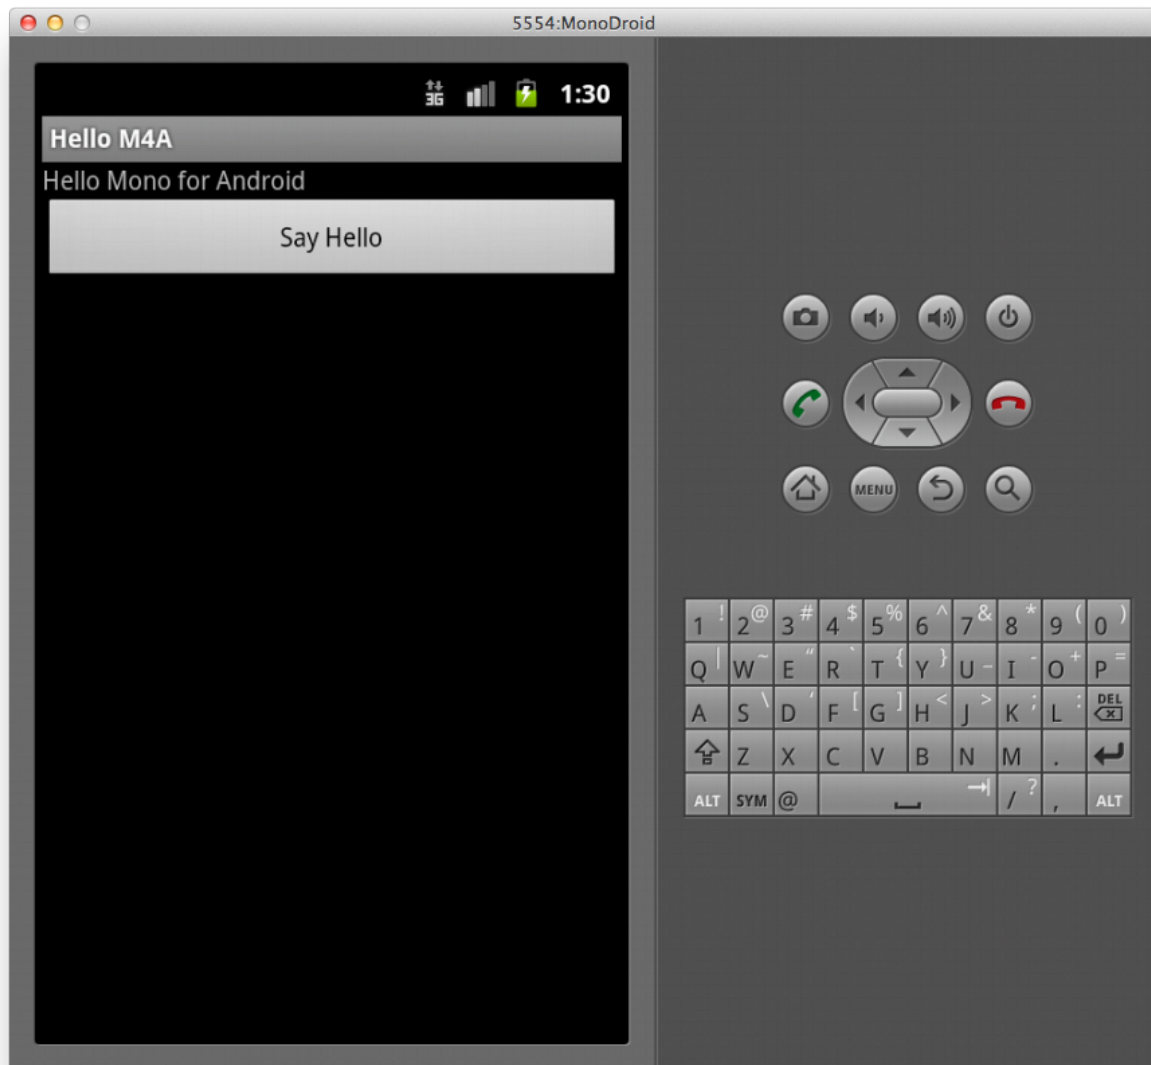 5554:MonoDroid
3G 1:30
Hello M4A
Hello Mono for Android
Say Hello
MENU
1 ! 2 @ 3 # 4 $ 5 % 6 ^ 7 & 8 * 9 ( 0 )
Q | W ~ E " R ` T { Y } U _ I - O + P =
A S \ D ' F [ G ] H < J > K ; L : DEL
Z X C V B N M .
ALT SYM @ / ? , ALT